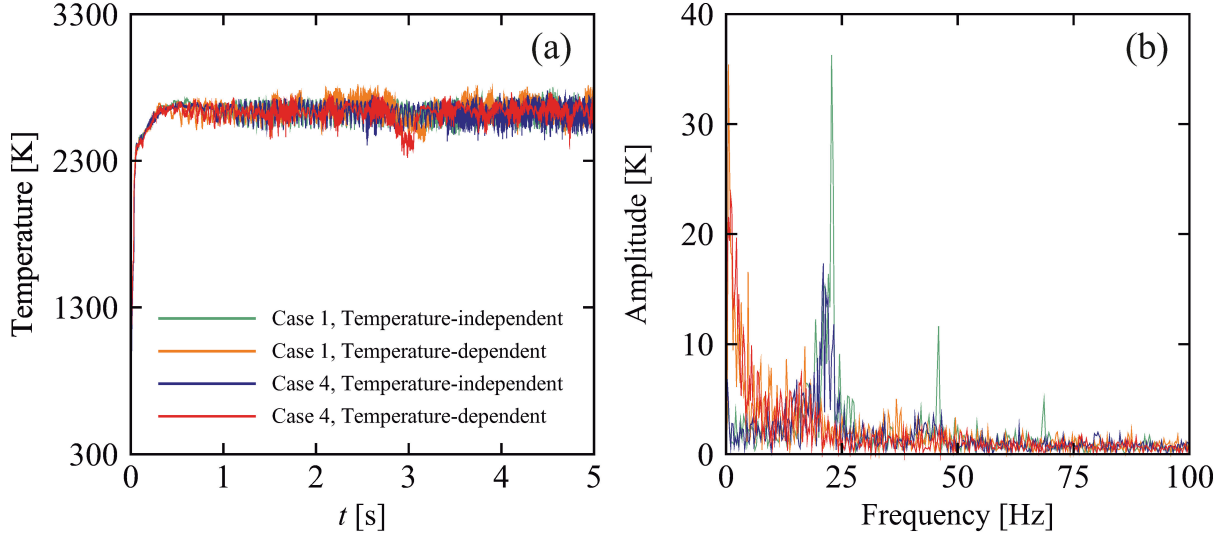 (a)
Temperature [K]
3300
2300
1300
300
Case 1, Temperature-independent
Case 1, Temperature-dependent
Case 4, Temperature-independent
Case 4, Temperature-dependent
0 1 2 3 4 5
t [s]
(b)
Amplitude [K]
40
30
20
10
0
0 25 50 75 100
Frequency [Hz]